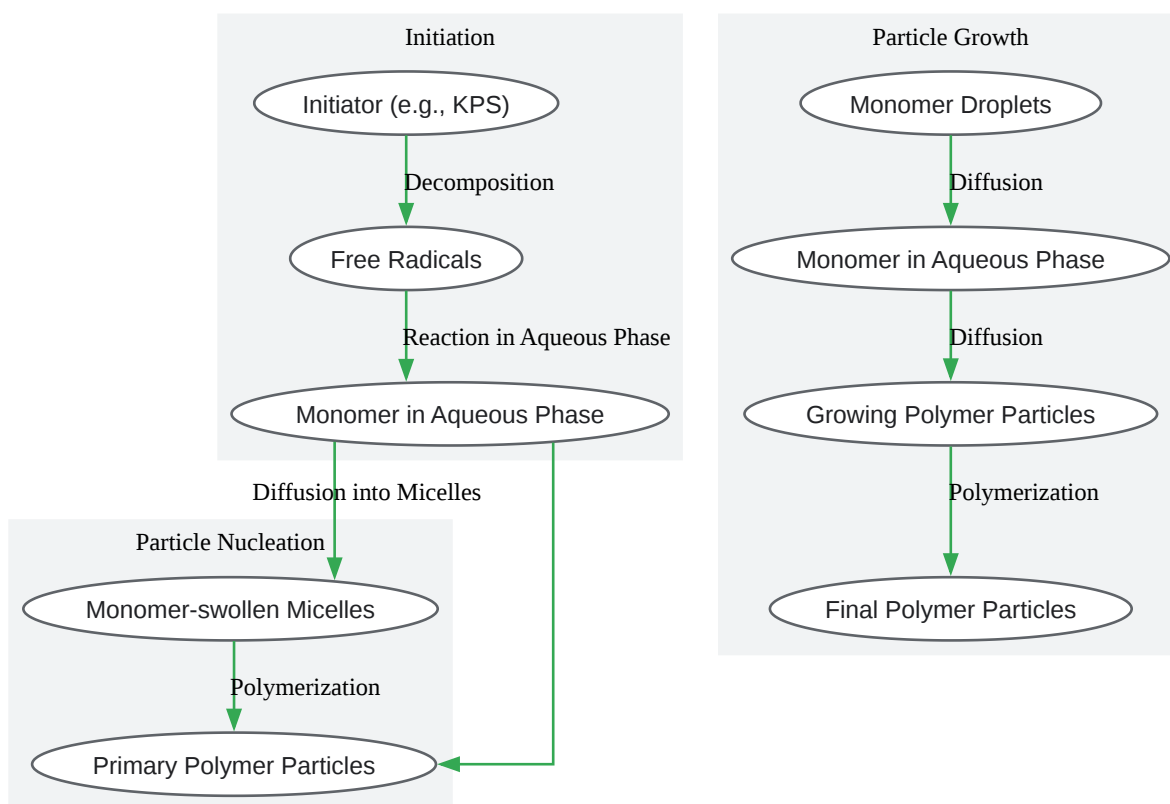 Initiation
Initiator (e.g., KPS)
Decomposition
Free Radicals
Reaction in Aqueous Phase
Monomer in Aqueous Phase
Diffusion into Micelles
Particle Nucleation
Monomer-swollen Micelles
Polymerization
Primary Polymer Particles
Particle Growth
Monomer Droplets
Diffusion
Monomer in Aqueous Phase
Diffusion
Growing Polymer Particles
Polymerization
Final Polymer Particles